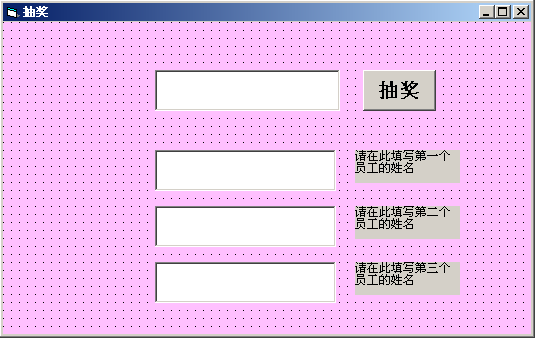 抽奖
抽奖
请在此填写第一个
员工的姓名
请在此填写第二个
员工的姓名
请在此填写第三个
员工的姓名